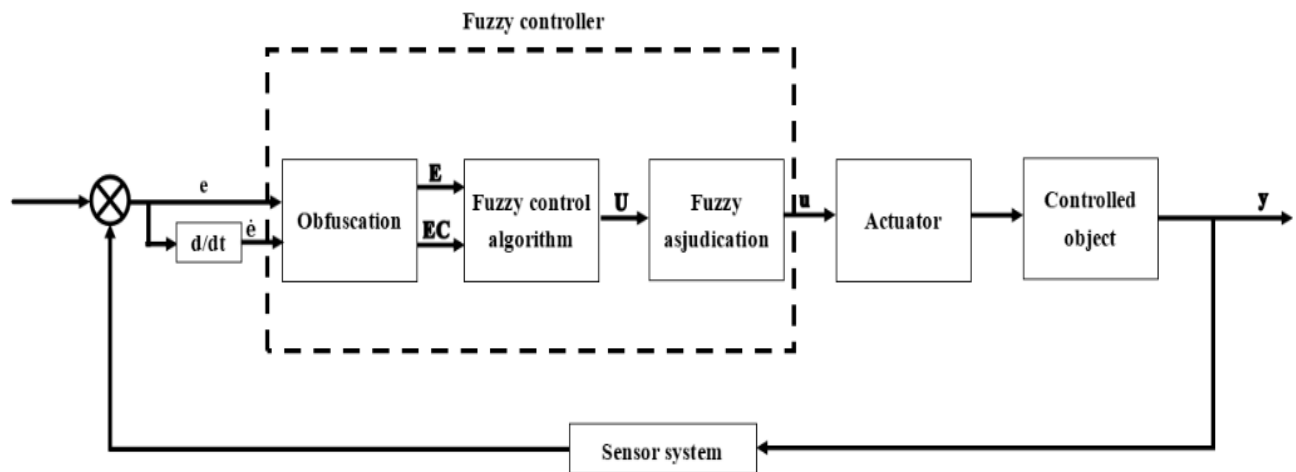 Fuzzy controller
e
d/dt
ė
Obfuscation
E
EC
Fuzzy control
algorithm
U
Fuzzy
asjudication
u
Actuator
Controlled
object
y
Sensor system